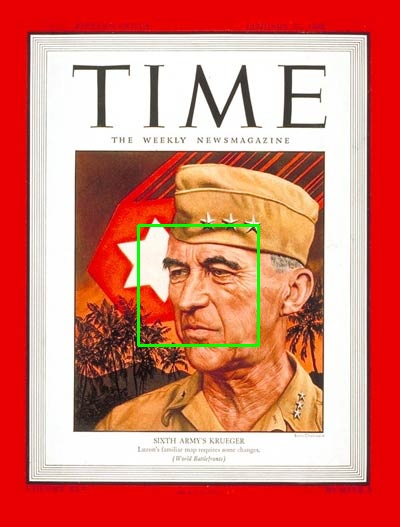 TIME
THE WEEKLY NEWSMAGAZINE
SIXTH ARMY'S KRUEGER
Luzon's familiar map requires some changes.
(World Battlefronts)